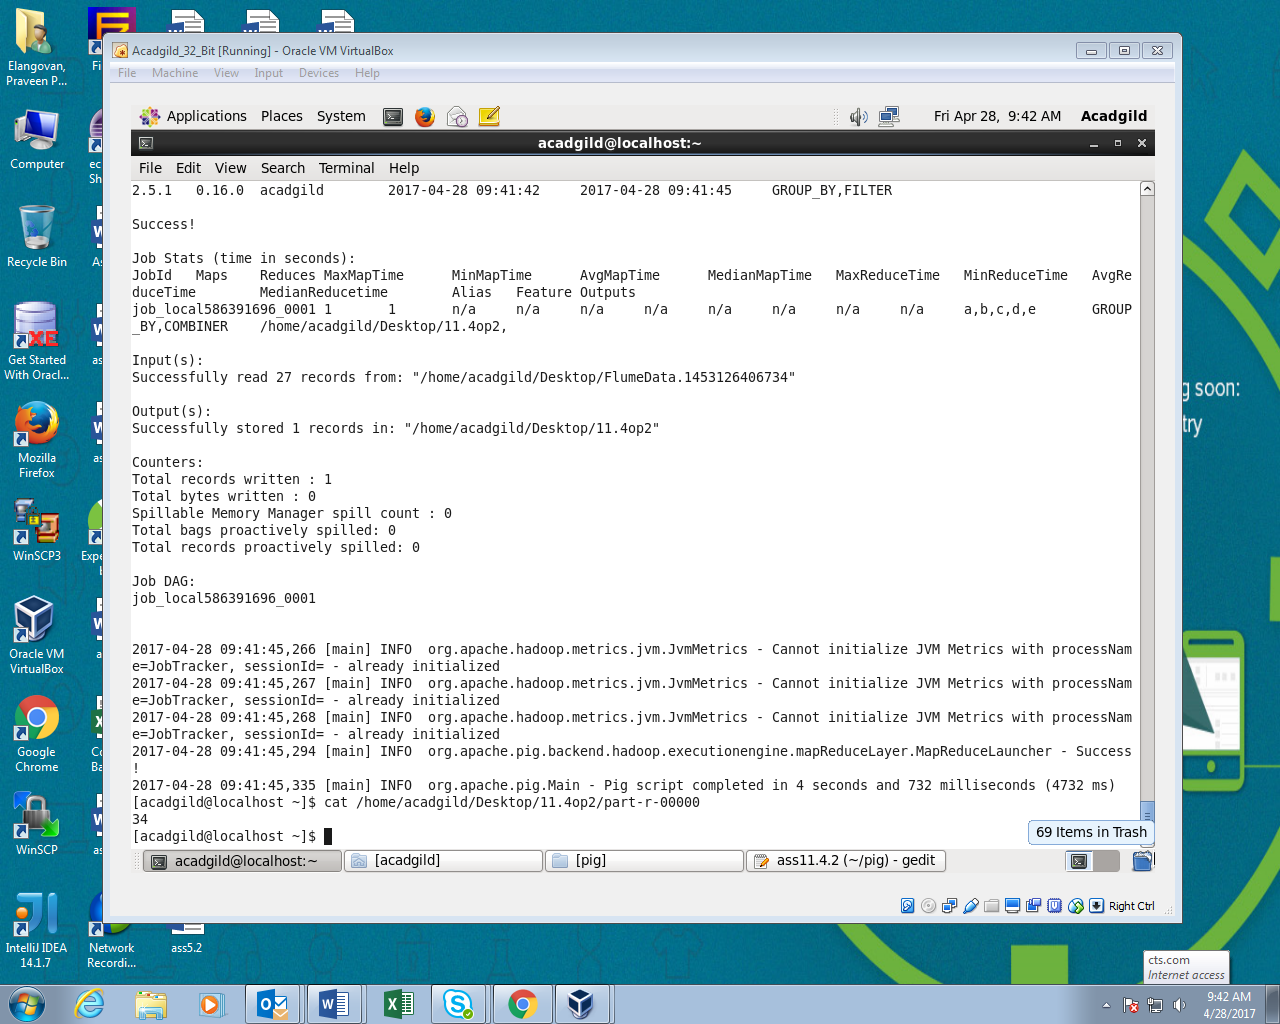 Elangovan,
Praveen P...
Computer
Recycle Bin
Get Started
With Oracl...
Mozilla
Firefox
WinSCP3
Oracle VM
VirtualBox
Google
Chrome
WinSCP
IntelliJ IDEA
14.1.7
Network
Recordi...
ass5.2
Acadgild_32_Bit [Running] - Oracle VM VirtualBox
File Machine View Input Devices Help
Applications Places System Fri Apr 28, 9:42 AM Acadgild
acadgild@localhost:~
File Edit View Search Terminal Help
2.5.1 0.16.0 acadgild 2017-04-28 09:41:42 2017-04-28 09:41:45 GROUP_BY,FILTER
Success!
Job Stats (time in seconds):
JobId Maps Reduces MaxMapTime MinMapTime AvgMapTime MedianMapTime MaxReduceTime MinReduceTime AvgRe
duceTime MedianReducetime Alias Feature Outputs
job_local586391696_0001 1 1 n/a n/a n/a n/a n/a n/a n/a n/a a,b,c,d,e GROUP
_BY,COMBINER /home/acadgild/Desktop/11.4op2,
Input(s):
Successfully read 27 records from: "/home/acadgild/Desktop/FlumeData.1453126406734"
Output(s):
Successfully stored 1 records in: "/home/acadgild/Desktop/11.4op2"
Counters:
Total records written : 1
Total bytes written : 0
Spillable Memory Manager spill count : 0
Total bags proactively spilled: 0
Total records proactively spilled: 0
Job DAG:
job_local586391696_0001
2017-04-28 09:41:45,266 [main] INFO org.apache.hadoop.metrics.jvm.JvmMetrics - Cannot initialize JVM Metrics with processNam
e=JobTracker, sessionId= - already initialized
2017-04-28 09:41:45,267 [main] INFO org.apache.hadoop.metrics.jvm.JvmMetrics - Cannot initialize JVM Metrics with processNam
e=JobTracker, sessionId= - already initialized
2017-04-28 09:41:45,268 [main] INFO org.apache.hadoop.metrics.jvm.JvmMetrics - Cannot initialize JVM Metrics with processNam
e=JobTracker, sessionId= - already initialized
2017-04-28 09:41:45,294 [main] INFO org.apache.pig.backend.hadoop.executionengine.mapReduceLayer.MapReduceLauncher - Success
!
2017-04-28 09:41:45,335 [main] INFO org.apache.pig.Main - Pig script completed in 4 seconds and 732 milliseconds (4732 ms)
[acadgild@localhost ~]$ cat /home/acadgild/Desktop/11.4op2/part-r-00000
34
[acadgild@localhost ~]$
69 Items in Trash
acadgild@localhost:~ [acadgild] [pig] ass11.4.2 (~/pig) - gedit
Right Ctrl
g soon:
try
cts.com
Internet access
9:42 AM
4/28/2017